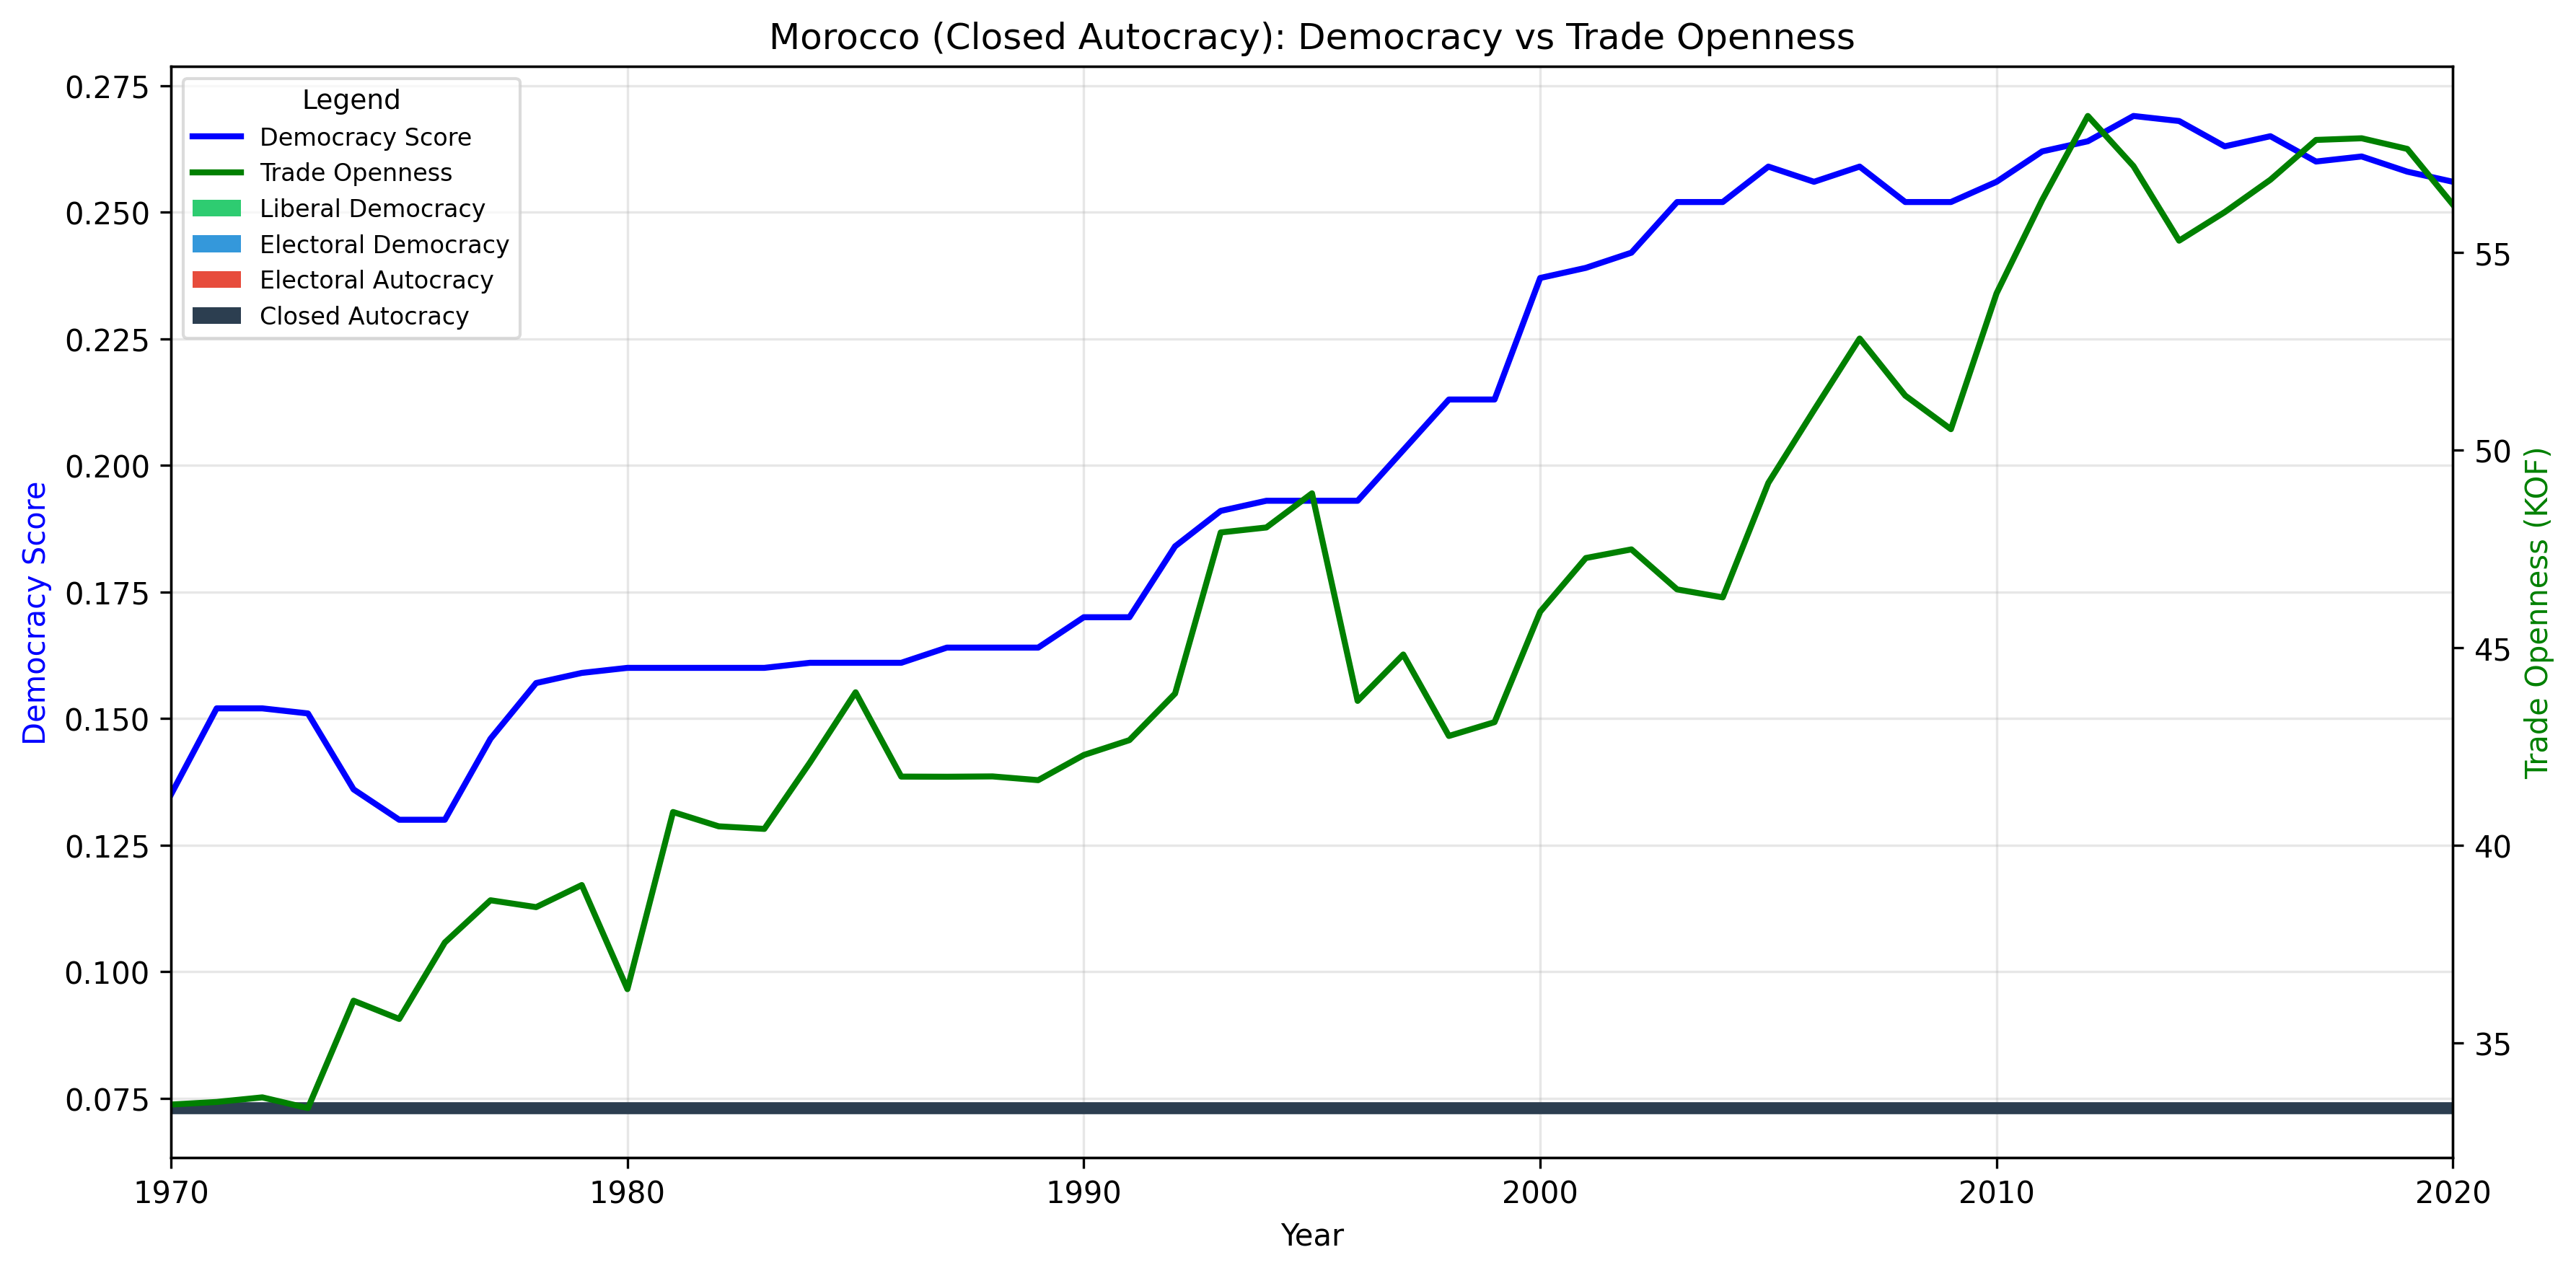 Morocco (Closed Autocracy): Democracy vs Trade Openness
Legend
Democracy Score
Trade Openness
Liberal Democracy
Electoral Democracy
Electoral Autocracy
Closed Autocracy
Democracy Score
0.275
0.250
0.225
0.200
0.175
0.150
0.125
0.100
0.075
55
50
45
40
35
Trade Openness (KOF)
1970
1980
1990
2000
2010
2020
Year